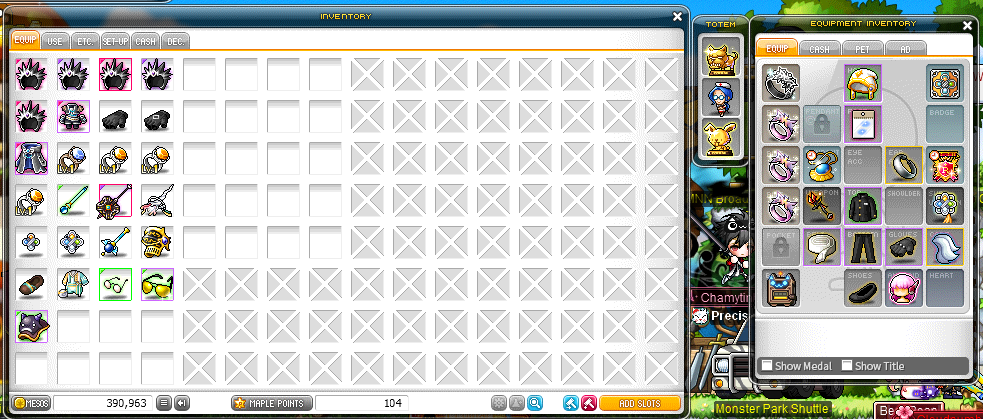 INVENTORY
EQUIP USE ETC. SET-UP CASH DEC.
MESOS 390,963 MAPLE POINTS 104 ADD SLOTS
TOTEM
EQUIPMENT INVENTORY
EQUIP CASH PET AD
PENDANT BADGE
EYE ACC EAR
WEAPON TOP SHOULDER
POCKET GLOVES
SHOES HEART
Show Medal Show Title
Chamytin
Precis
Monster Park Shuttle